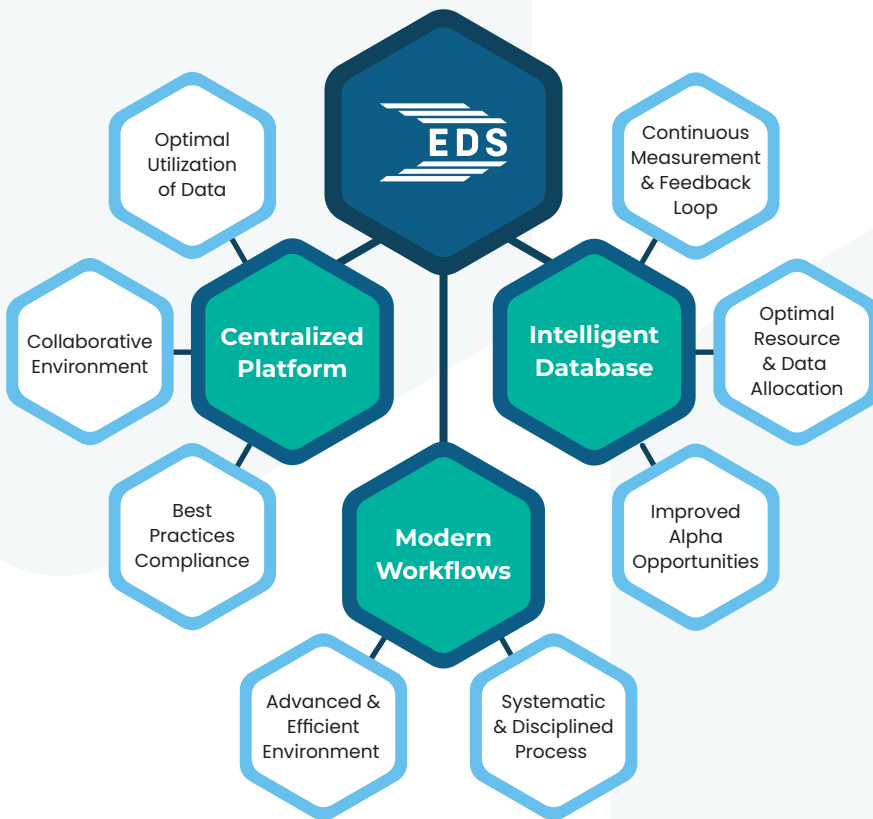 EDS
Optimal
Utilization
of Data
Continuous
Measurement
& Feedback
Loop
Collaborative
Environment
Centralized
Platform
Intelligent
Database
Optimal
Resource
& Data
Allocation
Best
Practices
Compliance
Modern
Workflows
Improved
Alpha
Opportunities
Advanced &
Efficient
Environment
Systematic
& Disciplined
Process